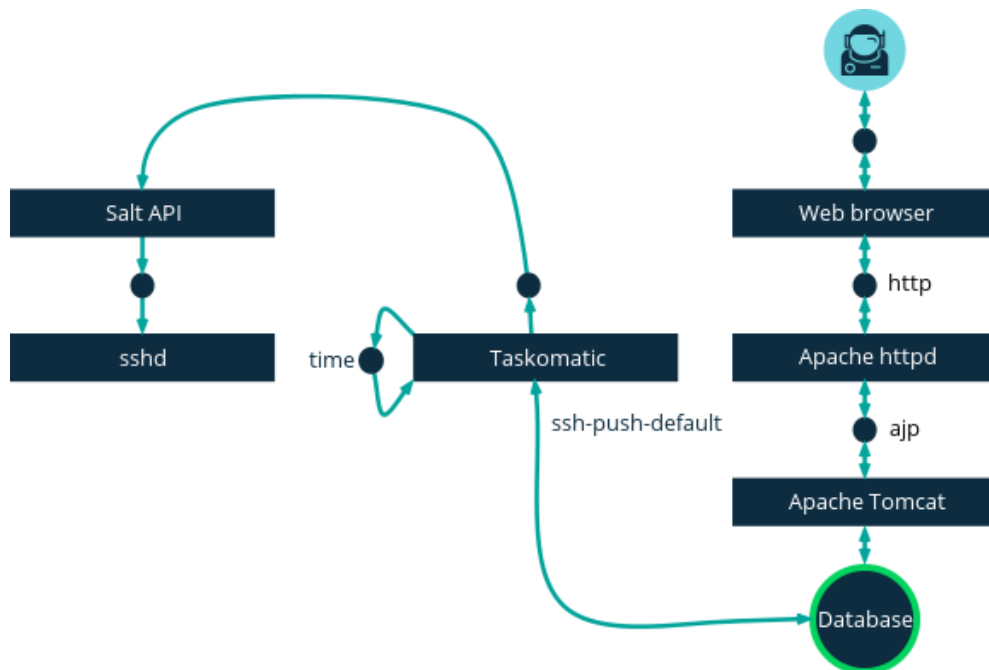 Salt API
Web browser
http
sshd
time
Taskomatic
Apache httpd
ssh-push-default
ajp
Apache Tomcat
Database